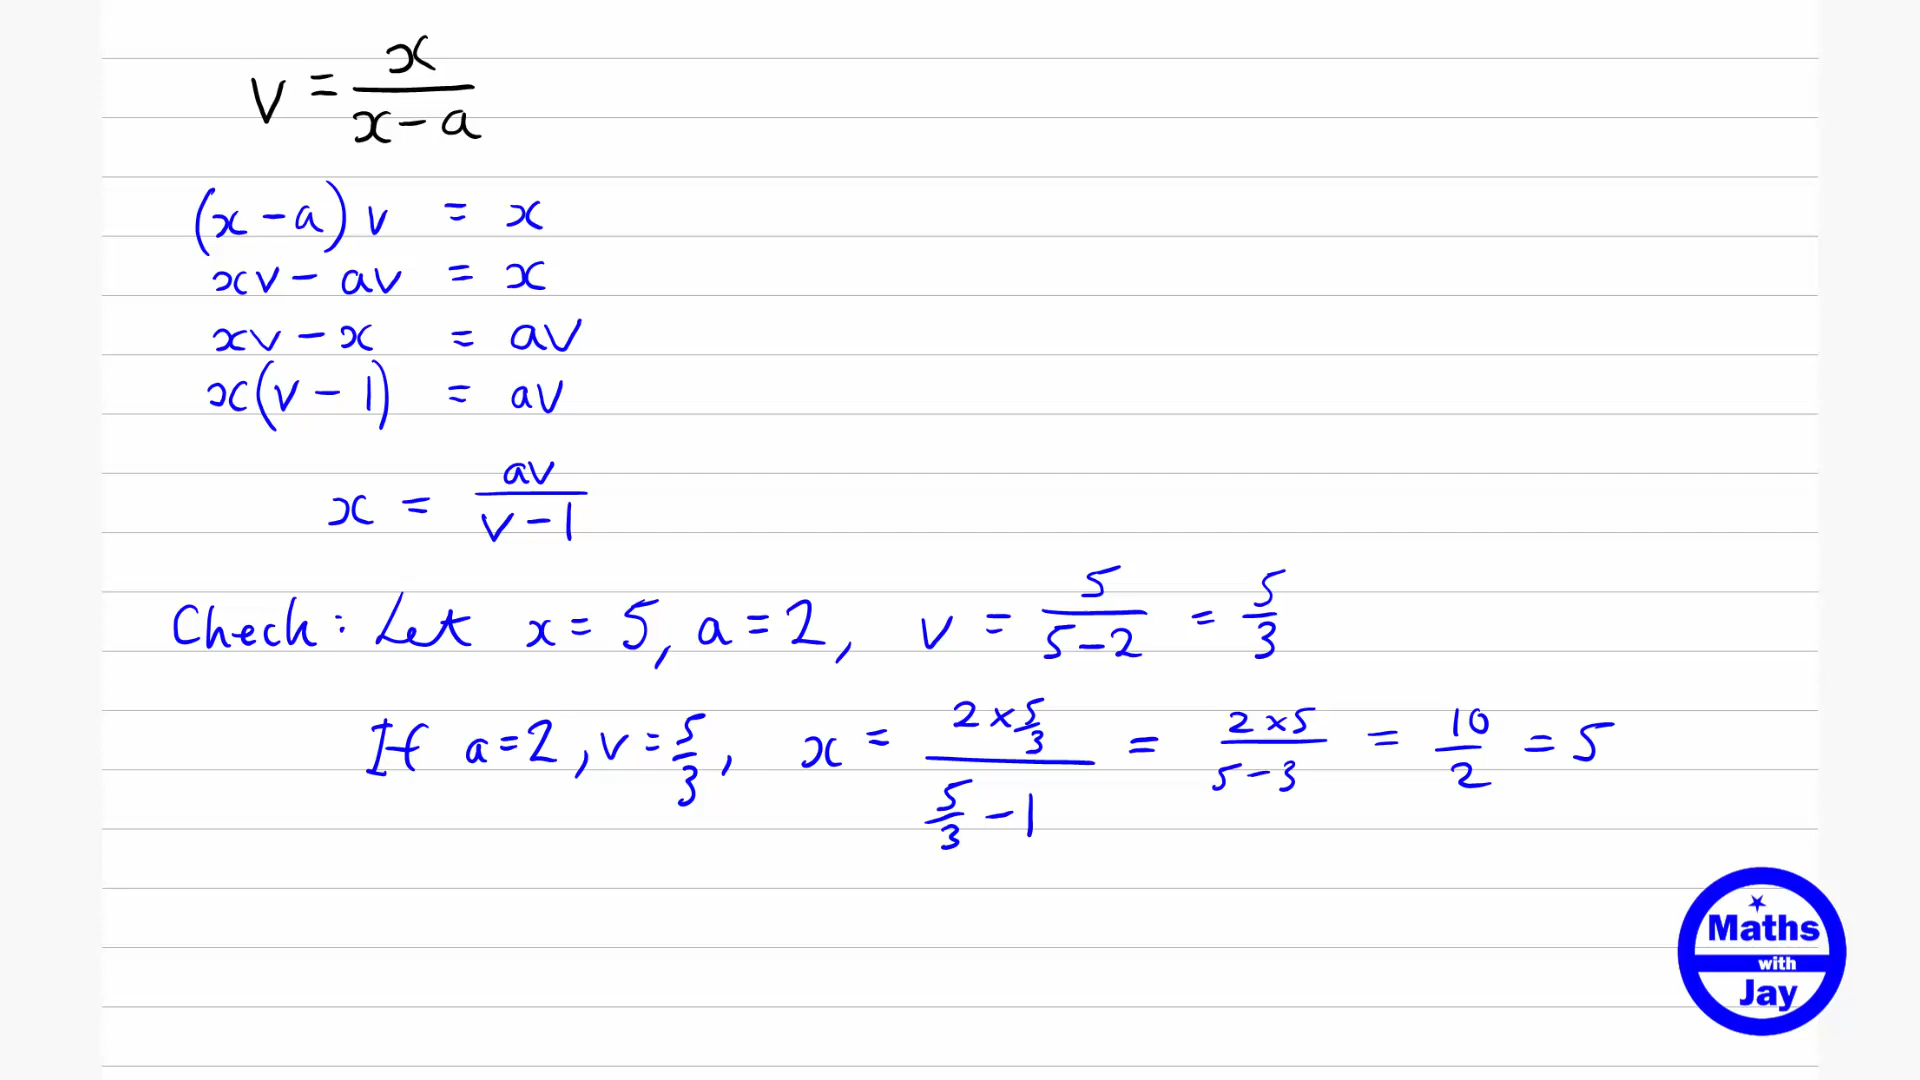 v = x/(x-a)
(x-a)v = x
xv - av = x
xv - x = av
x(v-1) = av
x = av/(v-1)
Check: Let x=5, a=2, v = 5/(5-2) = 5/3
If a=2, v=5/3, x = (2×5/3)/(5/3-1) = (2×5)/(5-3) = 10/2 = 5
Maths
with
Jay